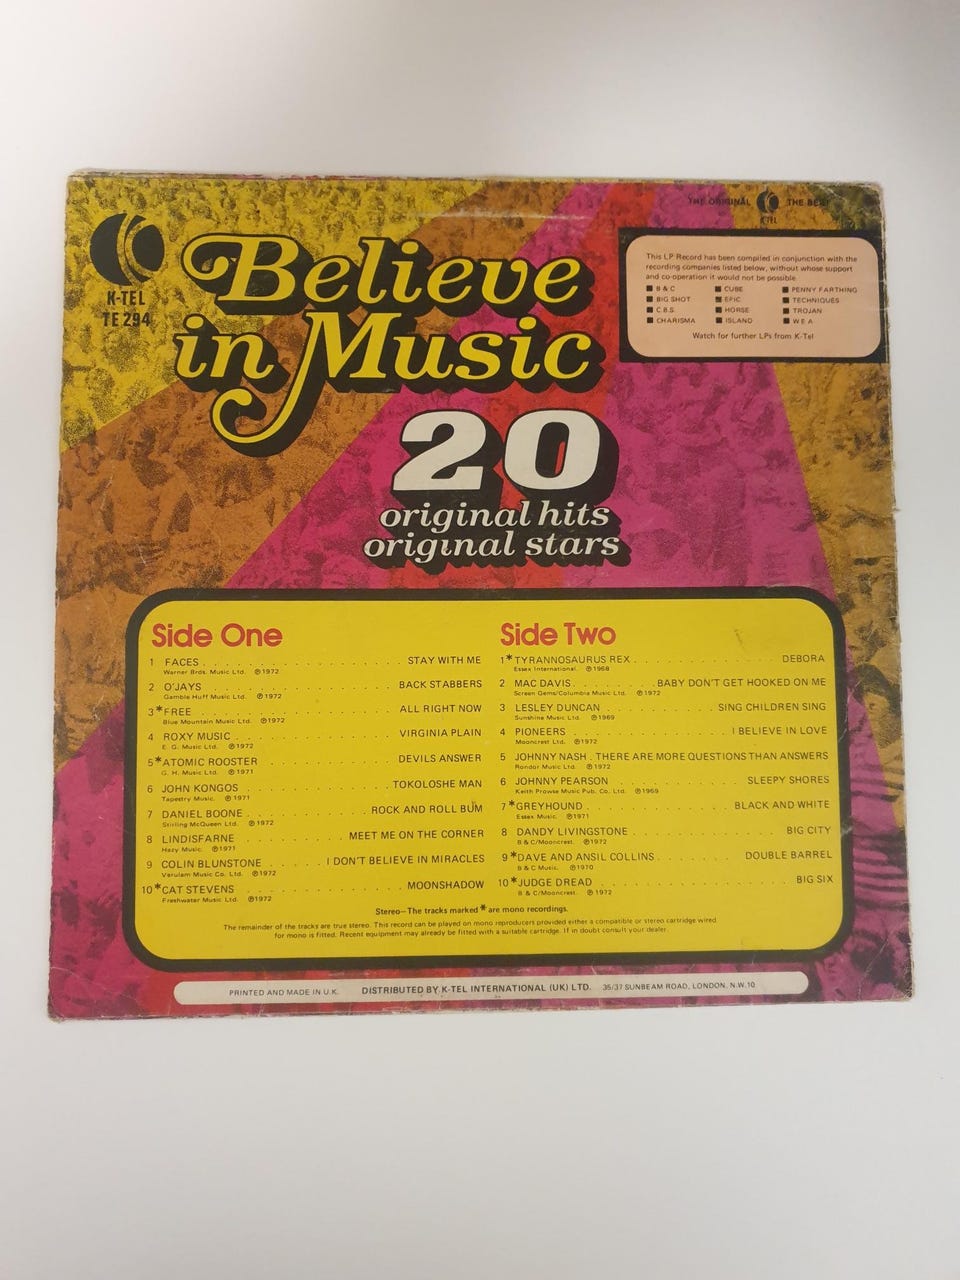 K-TEL
TE 294
Believe
in Music
20
original hits
original stars
THE ORIGINAL K-TEL THE BEST
This LP Record has been compiled in conjunction with the
recording companies listed below, without whose support
and co-operation it would not be possible.
■ B & C ■ CUBE ■ PENNY FARTHING
■ BIG SHOT ■ EPIC ■ TECHNIQUES
■ C.B.S. ■ HORSE ■ TROJAN
■ CHARISMA ■ ISLAND ■ W E A
Watch for further LPs from K-Tel
Side One
1 FACES . . . . . . . . . . STAY WITH ME
Warner Bros. Music Ltd. ℗1972
2 O'JAYS . . . . . . . . . . BACK STABBERS
Gamble Huff Music Ltd. ℗1972
3*FREE . . . . . . . . . . ALL RIGHT NOW
Blue Mountain Music Ltd. ℗1972
4 ROXY MUSIC . . . . . . . . . . VIRGINIA PLAIN
E. G. Music Ltd. ℗1972
5*ATOMIC ROOSTER . . . . . . . . . . DEVILS ANSWER
G. H. Music Ltd. ℗1971
6 JOHN KONGOS . . . . . . . . . . TOKOLOSHE MAN
Tapestry Music. ℗1971
7 DANIEL BOONE . . . . . . . . . . ROCK AND ROLL BUM
Stirling McQueen Ltd. ℗1972
8 LINDISFARNE . . . . . . . . . . MEET ME ON THE CORNER
Hazy Music. ℗1971
9 COLIN BLUNSTONE . . . . . . I DON'T BELIEVE IN MIRACLES
Verulam Music Co. Ltd. ℗1972
10*CAT STEVENS . . . . . . . . . . MOONSHADOW
Freshwater Music Ltd. ℗1972
Side Two
1*TYRANNOSAURUS REX . . . . . . . . . . DEBORA
Essex International. ℗1968
2 MAC DAVIS . . . . . . . . . BABY DON'T GET HOOKED ON ME
Screen Gems/Columbia Music Ltd. ℗1972
3 LESLEY DUNCAN . . . . . . . . . . SING CHILDREN SING
Sunshine Music Ltd. ℗1969
4 PIONEERS . . . . . . . . . . I BELIEVE IN LOVE
Mooncrest Ltd. ℗1972
5 JOHNNY NASH . THERE ARE MORE QUESTIONS THAN ANSWERS
Rondor Music Ltd. ℗1972
6 JOHNNY PEARSON . . . . . . . . . . SLEEPY SHORES
Keith Prowse Music Pub. Co. Ltd. ℗1969
7*GREYHOUND . . . . . . . . . . BLACK AND WHITE
Essex Music. ℗1971
8 DANDY LIVINGSTONE . . . . . . . . . . BIG CITY
B & C/Mooncrest. ℗1972
9*DAVE AND ANSIL COLLINS . . . . . . . . . . DOUBLE BARREL
B & C Music. ℗1970
10*JUDGE DREAD . . . . . . . . . . BIG SIX
B & C/Mooncrest. ℗1972
Stereo—The tracks marked * are mono recordings.
The remainder of the tracks are true stereo. This record can be played on mono reproducers provided either a compatible or stereo cartridge wired
for mono is fitted. Recent equipment may already be fitted with a suitable cartridge. If in doubt consult your dealer.
PRINTED AND MADE IN U.K. DISTRIBUTED BY K-TEL INTERNATIONAL (UK) LTD. 35/37 SUNBEAM ROAD, LONDON, N.W.10